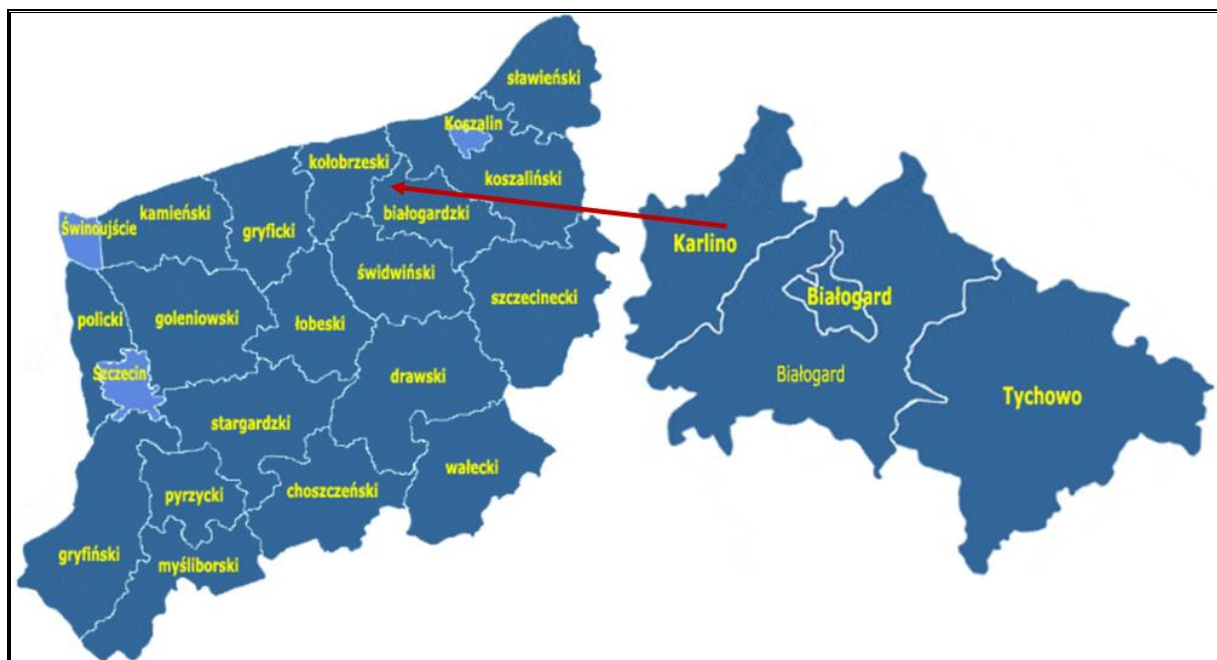 sławieński
Koszalin
kołobrzeski
koszaliński
białogardzki
kamieński
Świnoujście
gryficki
świdwiński
szczecinecki
policki
goleniowski
łobeski
Szczecin
drawski
stargardzki
wałecki
pyrzycki
choszczeński
gryfiński
myśliborski
Karlino
Białogard
Białogard
Tychowo